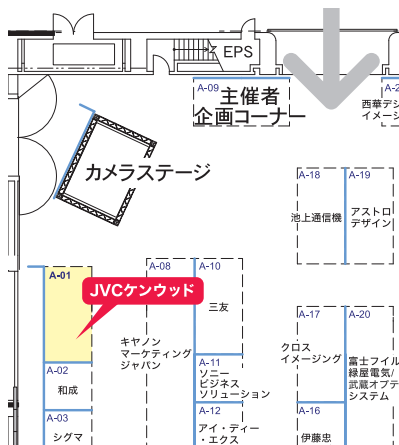 EPS
A-09
主催者
企画コーナー
A-2
西華デジ
イメージ
カメラステージ
A-18
池上通信機
A-19
アストロ
デザイン
A-01
JVCケンウッド
A-08
キヤノン
マーケティング
ジャパン
A-10
三友
A-02
和成
A-11
ソニー
ビジネス
ソリューション
A-17
クロス
イメージング
A-20
富士フイル
緑屋電気/
武蔵オプテ
システム
A-03
シグマ
A-12
アイ・ディー
・エクス
A-16
伊藤忠